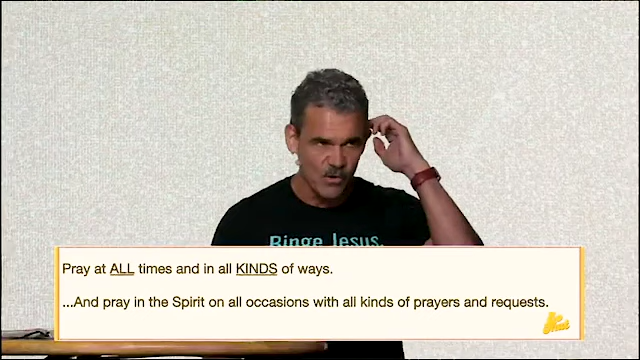 Binge Jesus.
Pray at ALL times and in all KINDS of ways.
...And pray in the Spirit on all occasions with all kinds of prayers and requests.